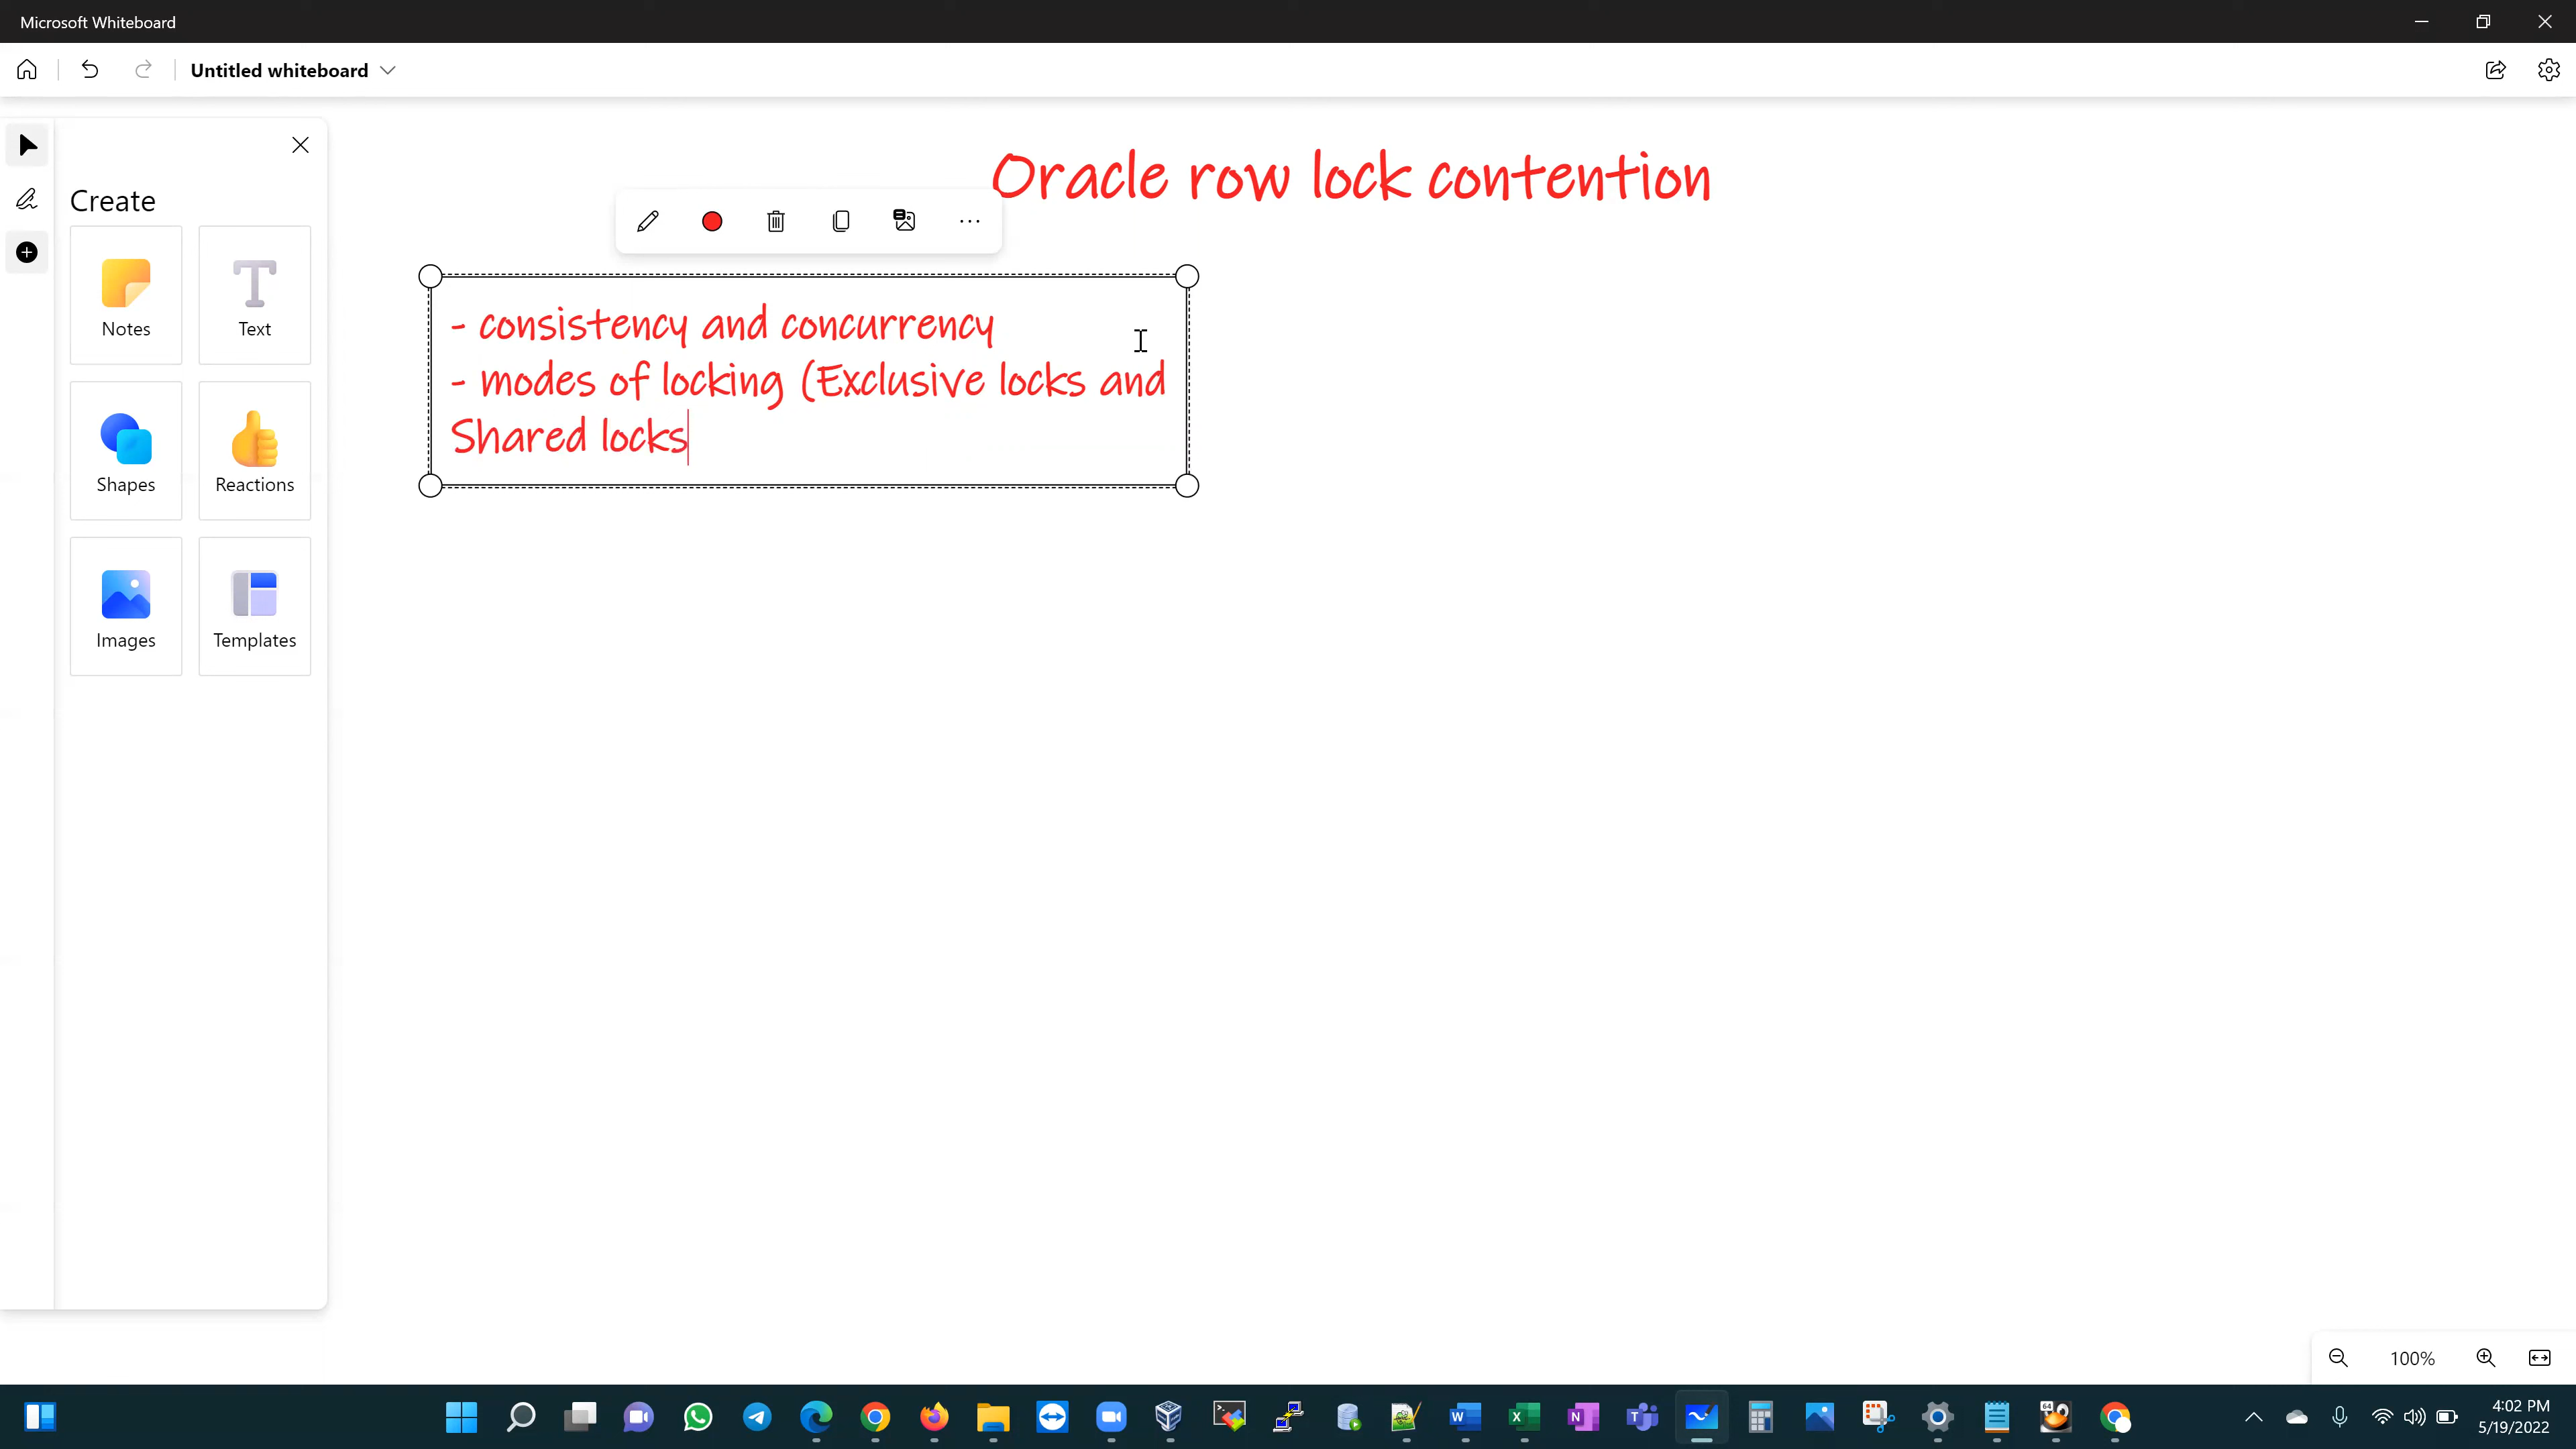 Microsoft Whiteboard
Untitled whiteboard
Create
Notes
Text
Shapes
Reactions
Images
Templates
Oracle row lock contention
- consistency and concurrency
- modes of locking (Exclusive locks and
Shared locks
100%
4:02 PM
5/19/2022